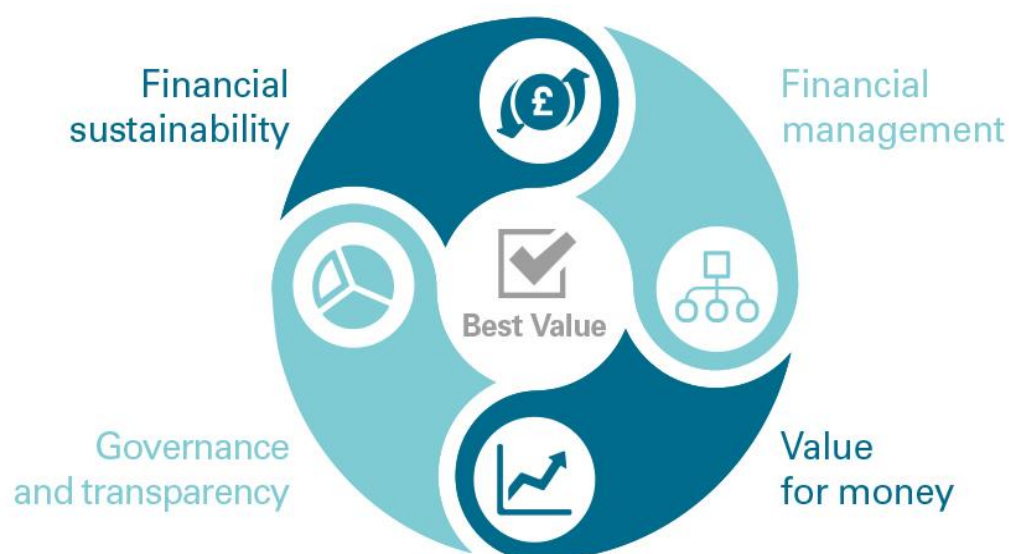 Financial
sustainability
£
Financial
management
Best Value
Governance
and transparency
Value
for money